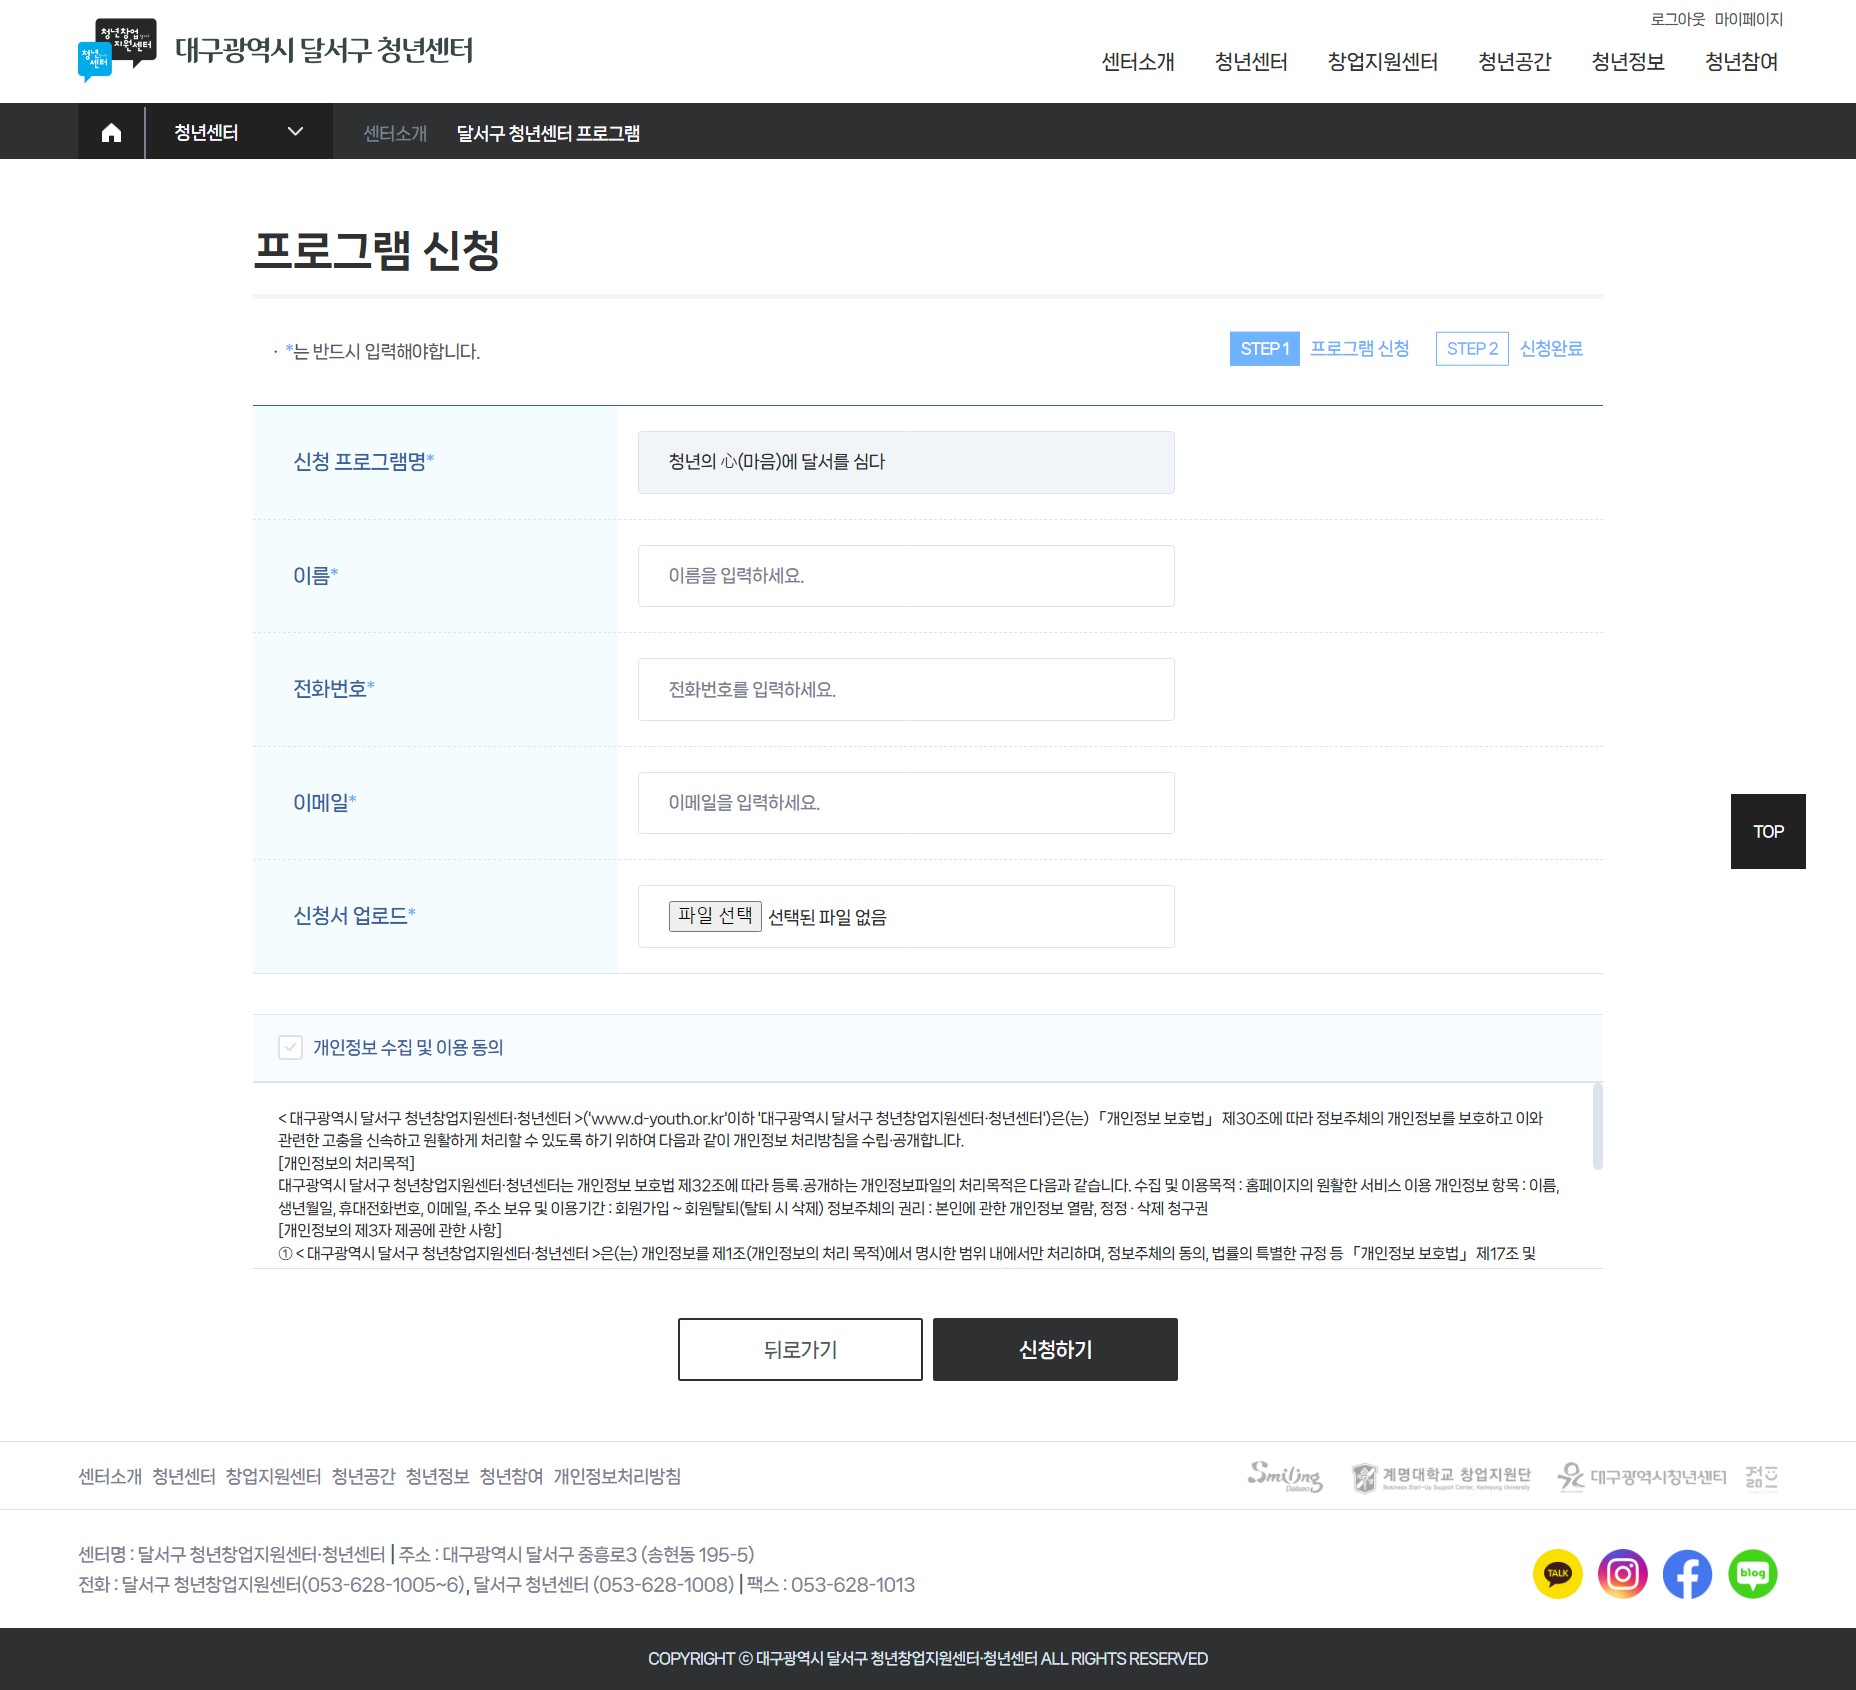 로그아웃 마이페이지
청년창업
지원센터
청년
센터
대구광역시 달서구 청년센터
센터소개 청년센터 창업지원센터 청년공간 청년정보 청년참여
청년센터 센터소개 달서구 청년센터 프로그램
프로그램 신청
· *는 반드시 입력해야합니다.
STEP 1 프로그램 신청 STEP 2 신청완료
신청 프로그램명* 청년의 心(마음)에 달서를 심다
이름* 이름을 입력하세요.
전화번호* 전화번호를 입력하세요.
이메일* 이메일을 입력하세요.
TOP
신청서 업로드* 파일 선택 선택된 파일 없음
개인정보 수집 및 이용 동의
< 대구광역시 달서구 청년창업지원센터·청년센터 >('www.d-youth.or.kr'이하 '대구광역시 달서구 청년창업지원센터·청년센터')은(는) 「개인정보 보호법」 제30조에 따라 정보주체의 개인정보를 보호하고 이와
관련한 고충을 신속하고 원활하게 처리할 수 있도록 하기 위하여 다음과 같이 개인정보 처리방침을 수립·공개합니다.
[개인정보의 처리목적]
대구광역시 달서구 청년창업지원센터·청년센터는 개인정보 보호법 제32조에 따라 등록.공개하는 개인정보파일의 처리목적은 다음과 같습니다. 수집 및 이용목적 : 홈페이지의 원활한 서비스 이용 개인정보 항목 : 이름,
생년월일, 휴대전화번호, 이메일, 주소 보유 및 이용기간 : 회원가입 ~ 회원탈퇴(탈퇴 시 삭제) 정보주체의 권리 : 본인에 관한 개인정보 열람, 정정 · 삭제 청구권
[개인정보의 제3자 제공에 관한 사항]
① < 대구광역시 달서구 청년창업지원센터·청년센터 >은(는) 개인정보를 제1조(개인정보의 처리 목적)에서 명시한 범위 내에서만 처리하며, 정보주체의 동의, 법률의 특별한 규정 등 「개인정보 보호법」 제17조 및
뒤로가기 신청하기
센터소개 청년센터 창업지원센터 청년공간 청년정보 청년참여 개인정보처리방침
Smiling
Dalseo
계명대학교 창업지원단
Business Start-Up Support Center, Keimyung University
대구광역시청년센터
센터명 : 달서구 청년창업지원센터·청년센터 | 주소 : 대구광역시 달서구 중흥로3 (송현동 195-5)
전화 : 달서구 청년창업지원센터(053-628-1005~6), 달서구 청년센터 (053-628-1008) | 팩스 : 053-628-1013
TALK
blog
COPYRIGHT ⓒ 대구광역시 달서구 청년창업지원센터·청년센터 ALL RIGHTS RESERVED